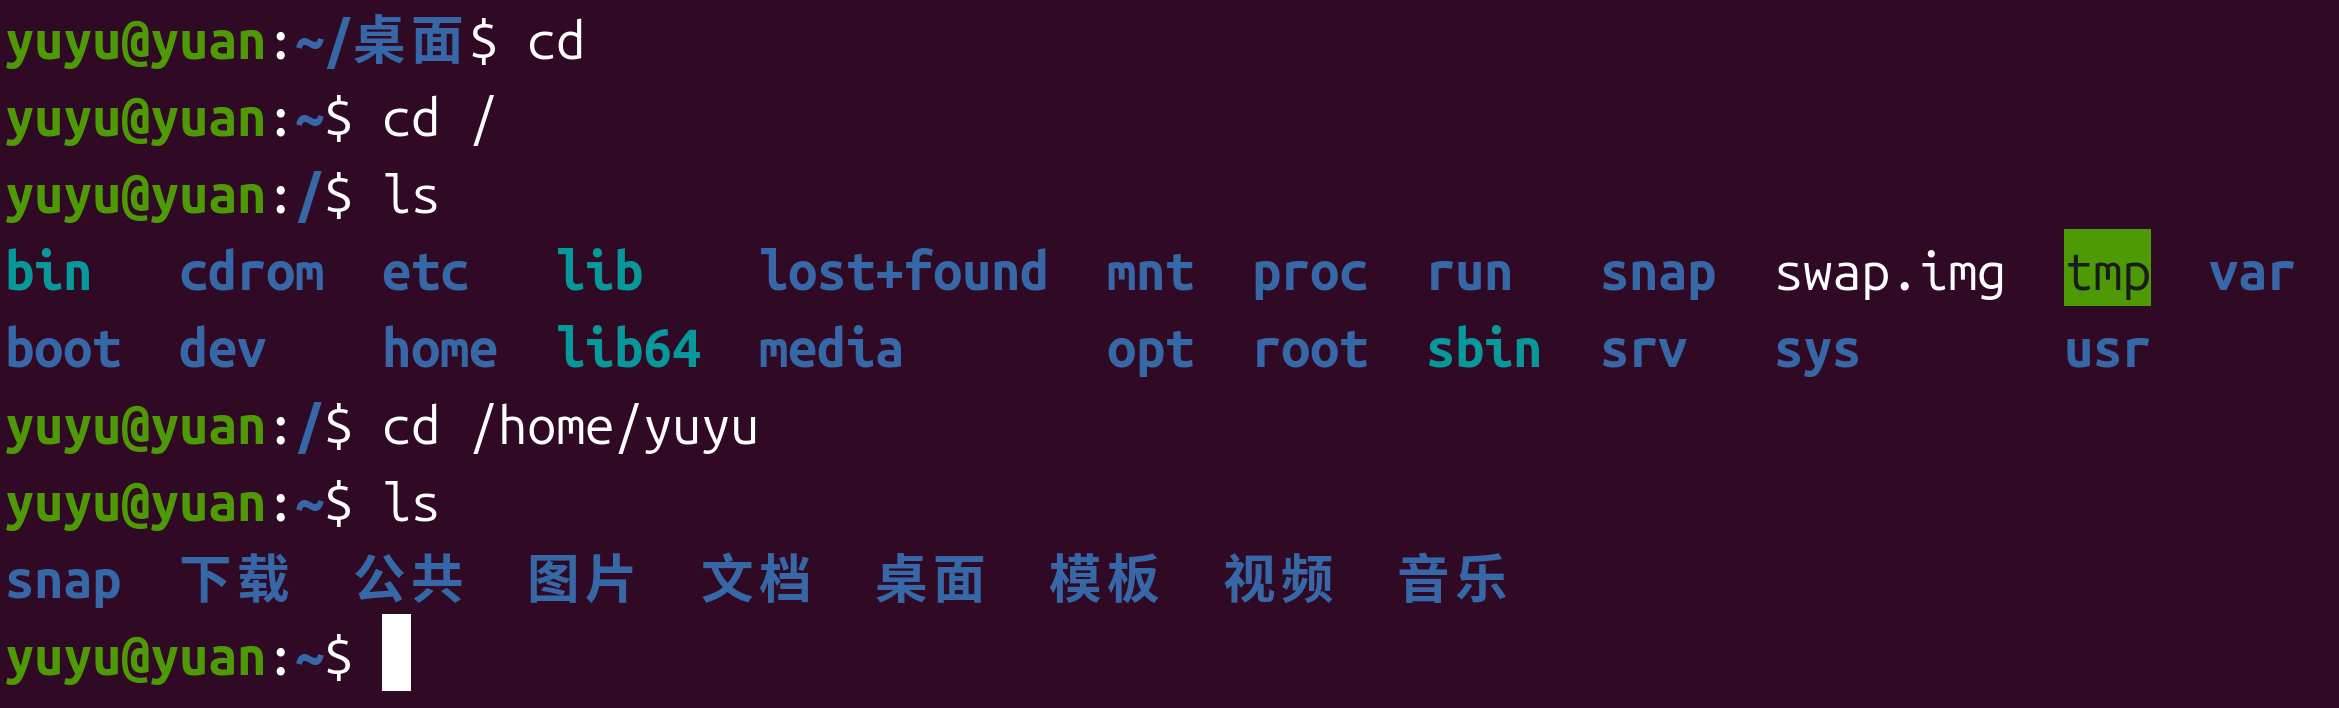 yuyu@yuan:~/桌面$ cd
yuyu@yuan:~$ cd /
yuyu@yuan:/$ ls
bin   cdrom  etc   lib    lost+found  mnt  proc  run   snap  swap.img  tmp  var
boot  dev    home  lib64  media       opt  root  sbin  srv   sys       usr
yuyu@yuan:/$ cd /home/yuyu
yuyu@yuan:~$ ls
snap  下载  公共  图片  文档  桌面  模板  视频  音乐
yuyu@yuan:~$